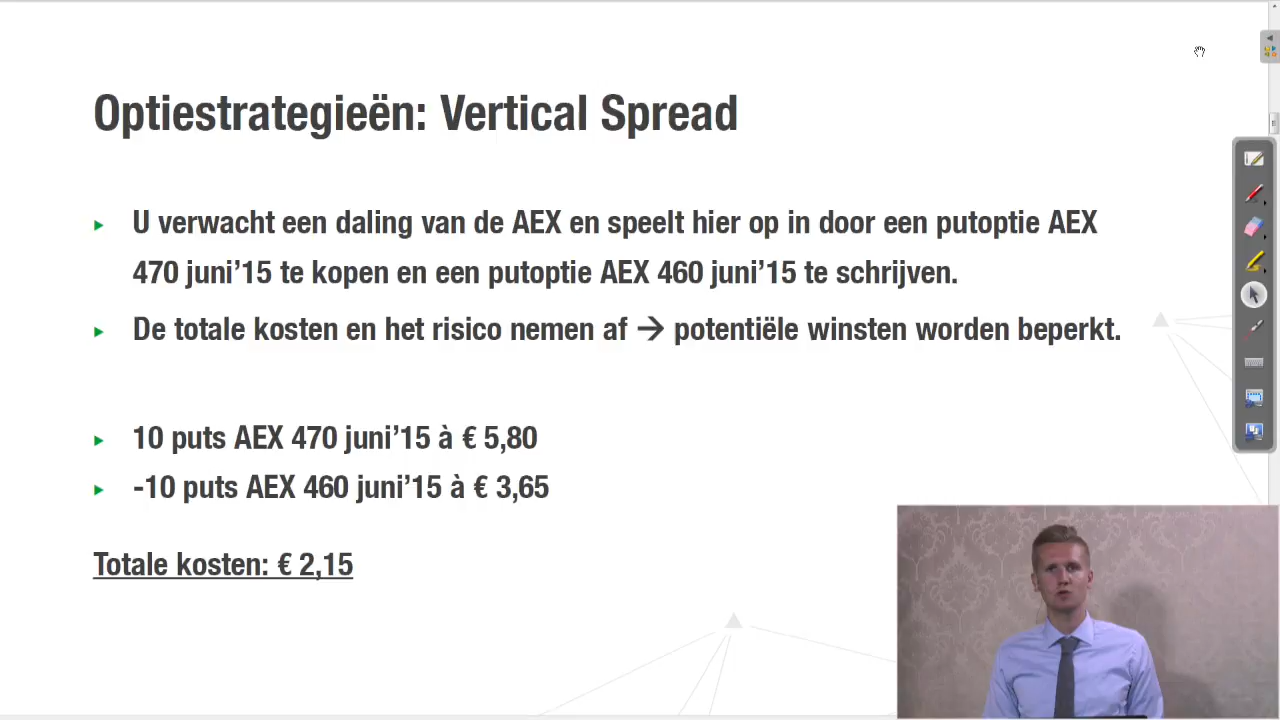 Optiestrategieën: Vertical Spread
U verwacht een daling van de AEX en speelt hier op in door een putoptie AEX
470 juni’15 te kopen en een putoptie AEX 460 juni’15 te schrijven.
De totale kosten en het risico nemen af → potentiële winsten worden beperkt.
10 puts AEX 470 juni’15 à € 5,80
-10 puts AEX 460 juni’15 à € 3,65
Totale kosten: € 2,15